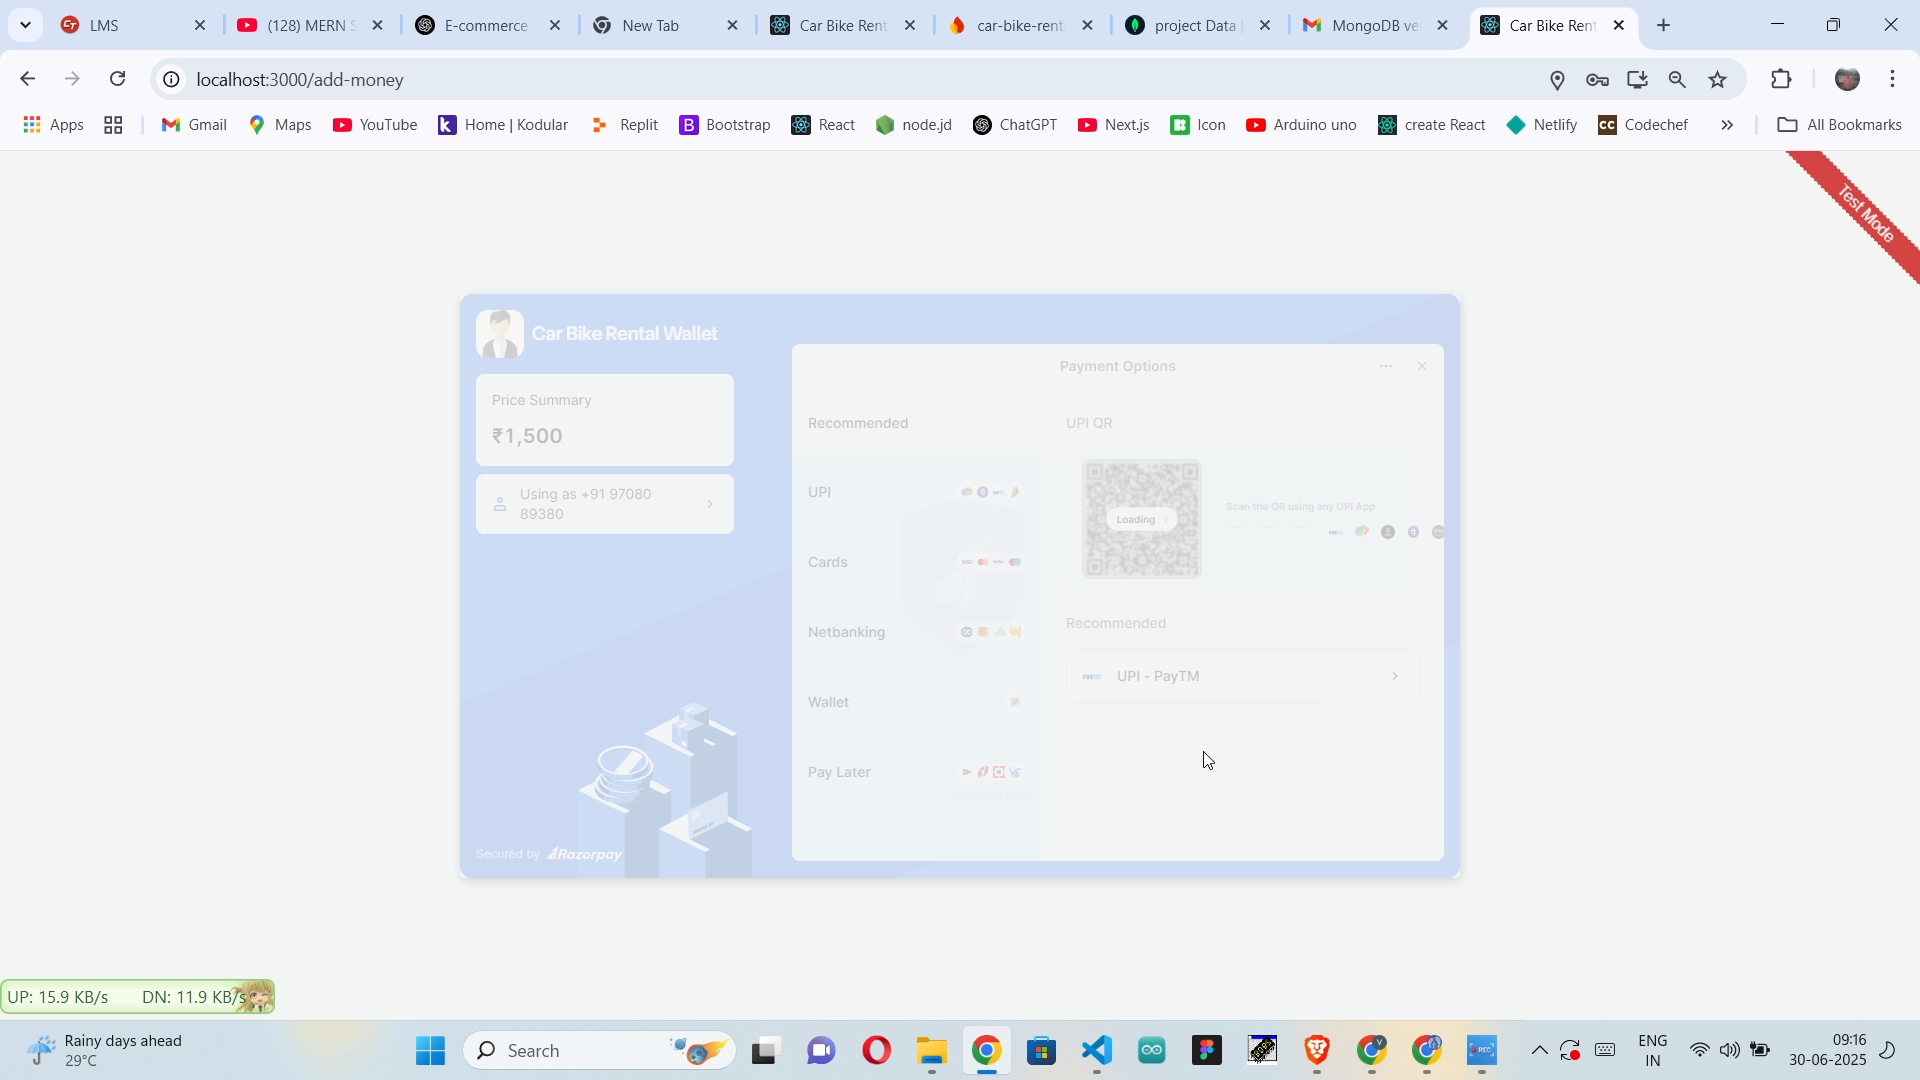 LMS
(128) MERN S
E-commerce
New Tab
Car Bike Rent
car-bike-renta
project Data |
MongoDB ve
Car Bike Rent
localhost:3000/add-money
Apps
Gmail
Maps
YouTube
Home | Kodular
Replit
Bootstrap
React
node.jd
ChatGPT
Next.js
Icon
Arduino uno
create React
Netlify
CC Codechef
All Bookmarks
Test Mode
Car Bike Rental Wallet
Price Summary
₹1,500
Using as +91 97080
89380
Secured by Razorpay
Payment Options
Recommended
UPI
Cards
Netbanking
Wallet
Pay Later
UPI QR
Loading
Scan the QR using any UPI App
Recommended
UPI - PayTM
UP: 15.9 KB/s DN: 11.9 KB/s
Rainy days ahead
29°C
Search
REC
ENG
IN
09:16
30-06-2025